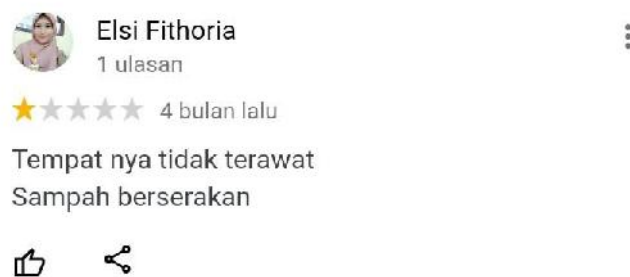 Elsi Fithoria
1 ulasan
4 bulan lalu
Tempat nya tidak terawat
Sampah berserakan